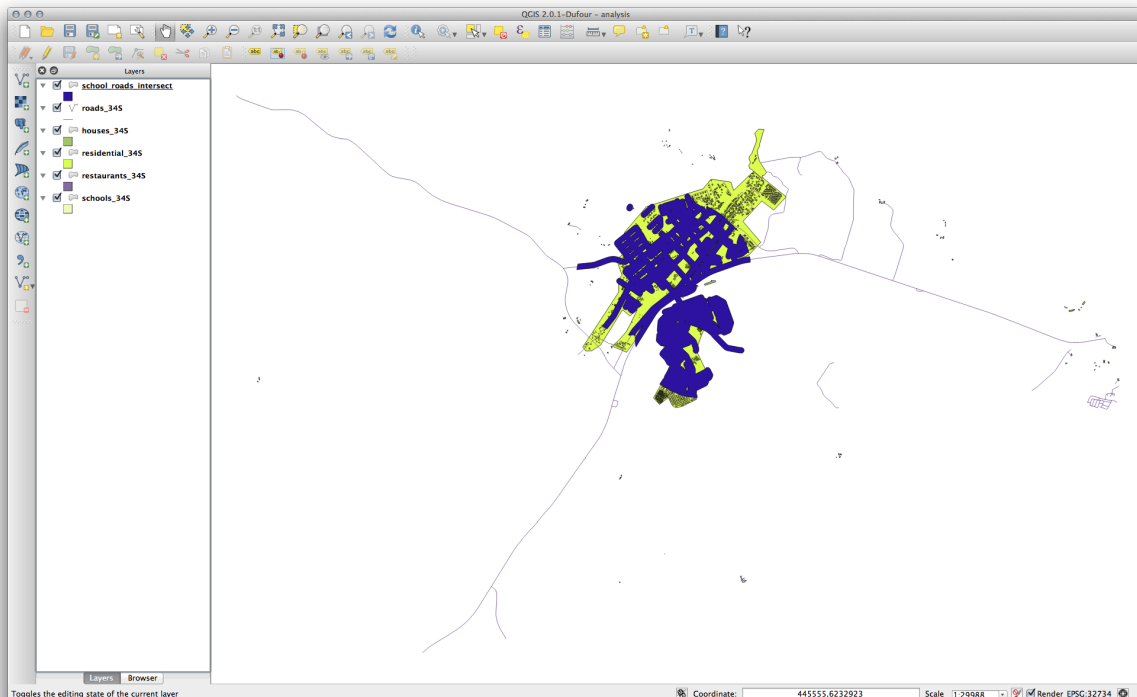 QGIS 2.0.1-Dufour - analysis
abc
Layers
school_roads_intersect
roads_34S
houses_34S
residential_34S
restaurants_34S
schools_34S
Layers Browser
Toggles the editing state of the current layer
Coordinate: 445555,6232923 Scale 1:29988 Render EPSG:32734